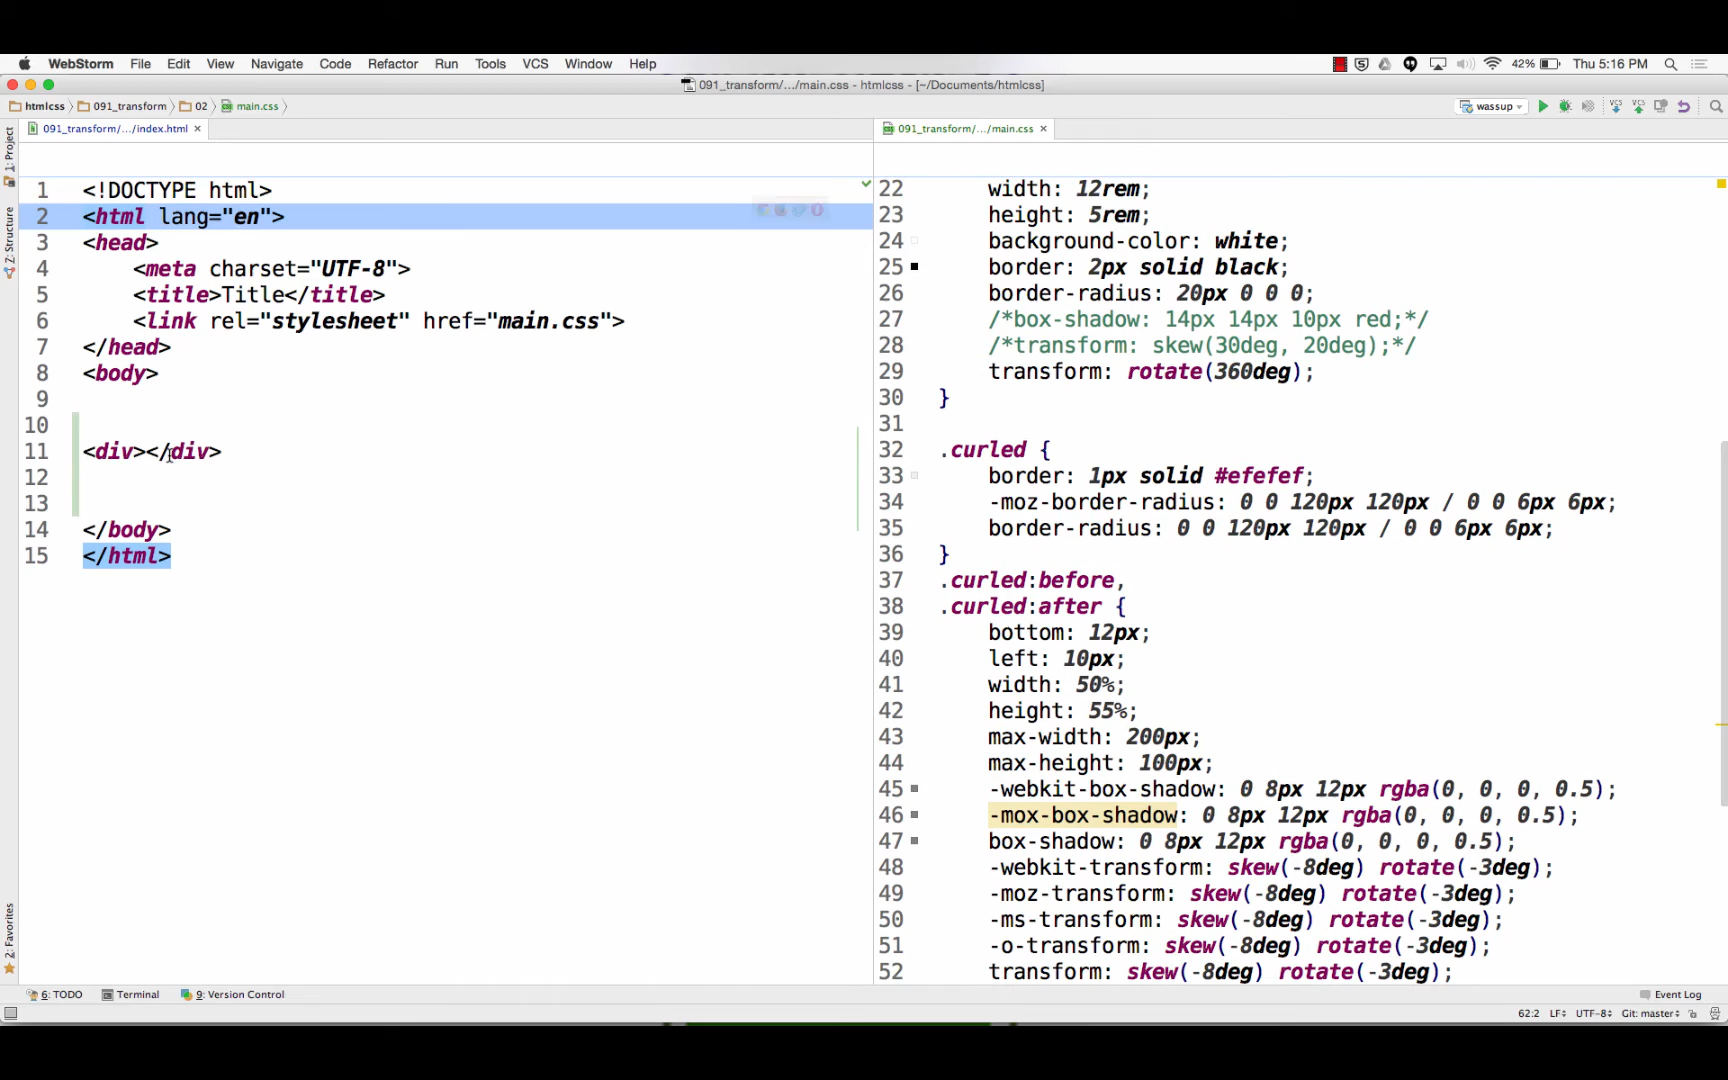 WebStorm File Edit View Navigate Code Refactor Run Tools VCS Window Help 42% Thu 5:16 PM
091_transform/.../main.css - htmlcss - [~/Documents/htmlcss]
htmlcss 091_transform 02 main.css wassup
091_transform/.../index.html 091_transform/.../main.css
1: Project
Z: Structure
2: Favorites
1 <!DOCTYPE html>
2 <html lang="en">
3 <head>
4 <meta charset="UTF-8">
5 <title>Title</title>
6 <link rel="stylesheet" href="main.css">
7 </head>
8 <body>
9
10
11 <div></div>
12
13
14 </body>
15 </html>
22 width: 12rem;
23 height: 5rem;
24 background-color: white;
25 border: 2px solid black;
26 border-radius: 20px 0 0 0;
27 /*box-shadow: 14px 14px 10px red;*/
28 /*transform: skew(30deg, 20deg);*/
29 transform: rotate(360deg);
30 }
31
32 .curled {
33 border: 1px solid #efefef;
34 -moz-border-radius: 0 0 120px 120px / 0 0 6px 6px;
35 border-radius: 0 0 120px 120px / 0 0 6px 6px;
36 }
37 .curled:before,
38 .curled:after {
39 bottom: 12px;
40 left: 10px;
41 width: 50%;
42 height: 55%;
43 max-width: 200px;
44 max-height: 100px;
45 -webkit-box-shadow: 0 8px 12px rgba(0, 0, 0, 0.5);
46 -mox-box-shadow: 0 8px 12px rgba(0, 0, 0, 0.5);
47 box-shadow: 0 8px 12px rgba(0, 0, 0, 0.5);
48 -webkit-transform: skew(-8deg) rotate(-3deg);
49 -moz-transform: skew(-8deg) rotate(-3deg);
50 -ms-transform: skew(-8deg) rotate(-3deg);
51 -o-transform: skew(-8deg) rotate(-3deg);
52 transform: skew(-8deg) rotate(-3deg);
6: TODO Terminal 9: Version Control Event Log
62:2 LF UTF-8 Git: master